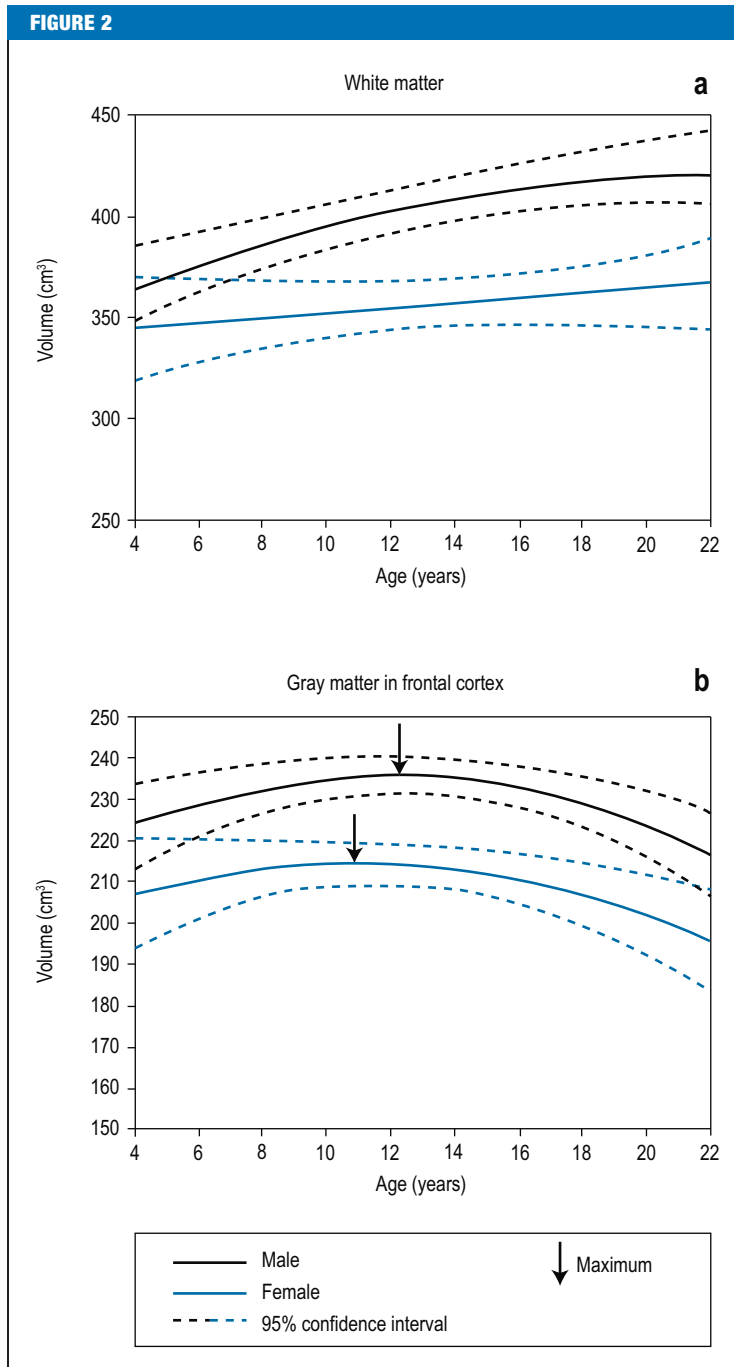 FIGURE 2
White matter
a
450
400
350
300
250
Volume (cm³)
4 6 8 10 12 14 16 18 20 22
Age (years)
Gray matter in frontal cortex
b
250
240
230
220
210
200
190
180
170
160
150
Volume (cm³)
4 6 8 10 12 14 16 18 20 22
Age (years)
Male
Female
95% confidence interval
Maximum